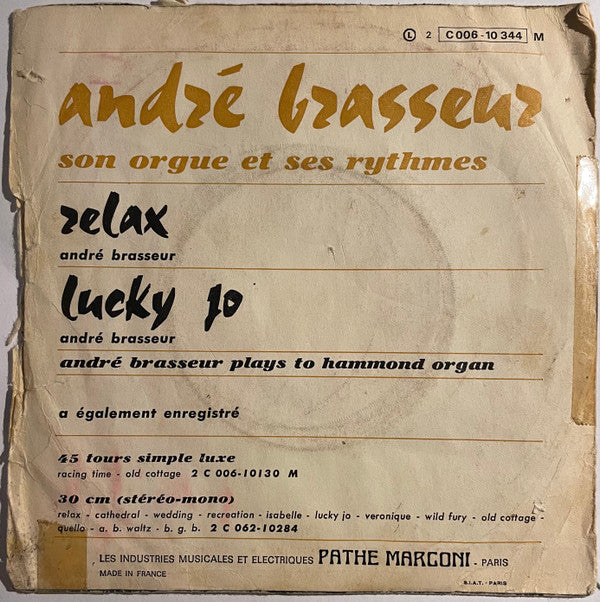 Ⓛ 2 C 006 - 10 344 M
andré brasseur
son orgue et ses rythmes
relax
andré brasseur
lucky jo
andré brasseur
andré brasseur plays to hammond organ
a également enregistré
45 tours simple luxe
racing time - old cottage 2 C 006-10130 M
30 cm (stéréo-mono)
relax - cathedral - wedding - recreation - isabelle - lucky jo - veronique - wild fury - old cottage -
quello - a. b. waltz - b. g. b. 2 C 062-10284
LES INDUSTRIES MUSICALES ET ELECTRIQUES PATHE MARCONI - PARIS
MADE IN FRANCE
S.I.A.T. - PARIS